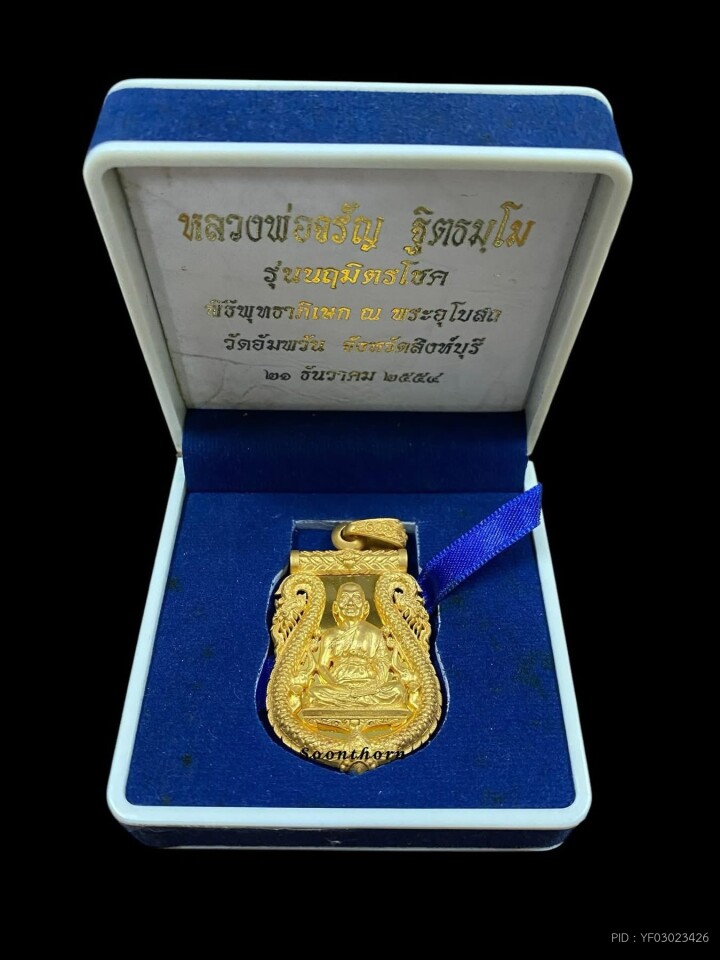 หลวงพ่อจรัญ ฐิตธมฺโม
รุ่นนฤมิตรโชค
พิธีพุทธาภิเษก ณ พระอุโบสถ
วัดอัมพวัน จังหวัดสิงห์บุรี
๒๑ ธันวาคม ๒๕๕๔
Soonthorn
PID : YF03023426